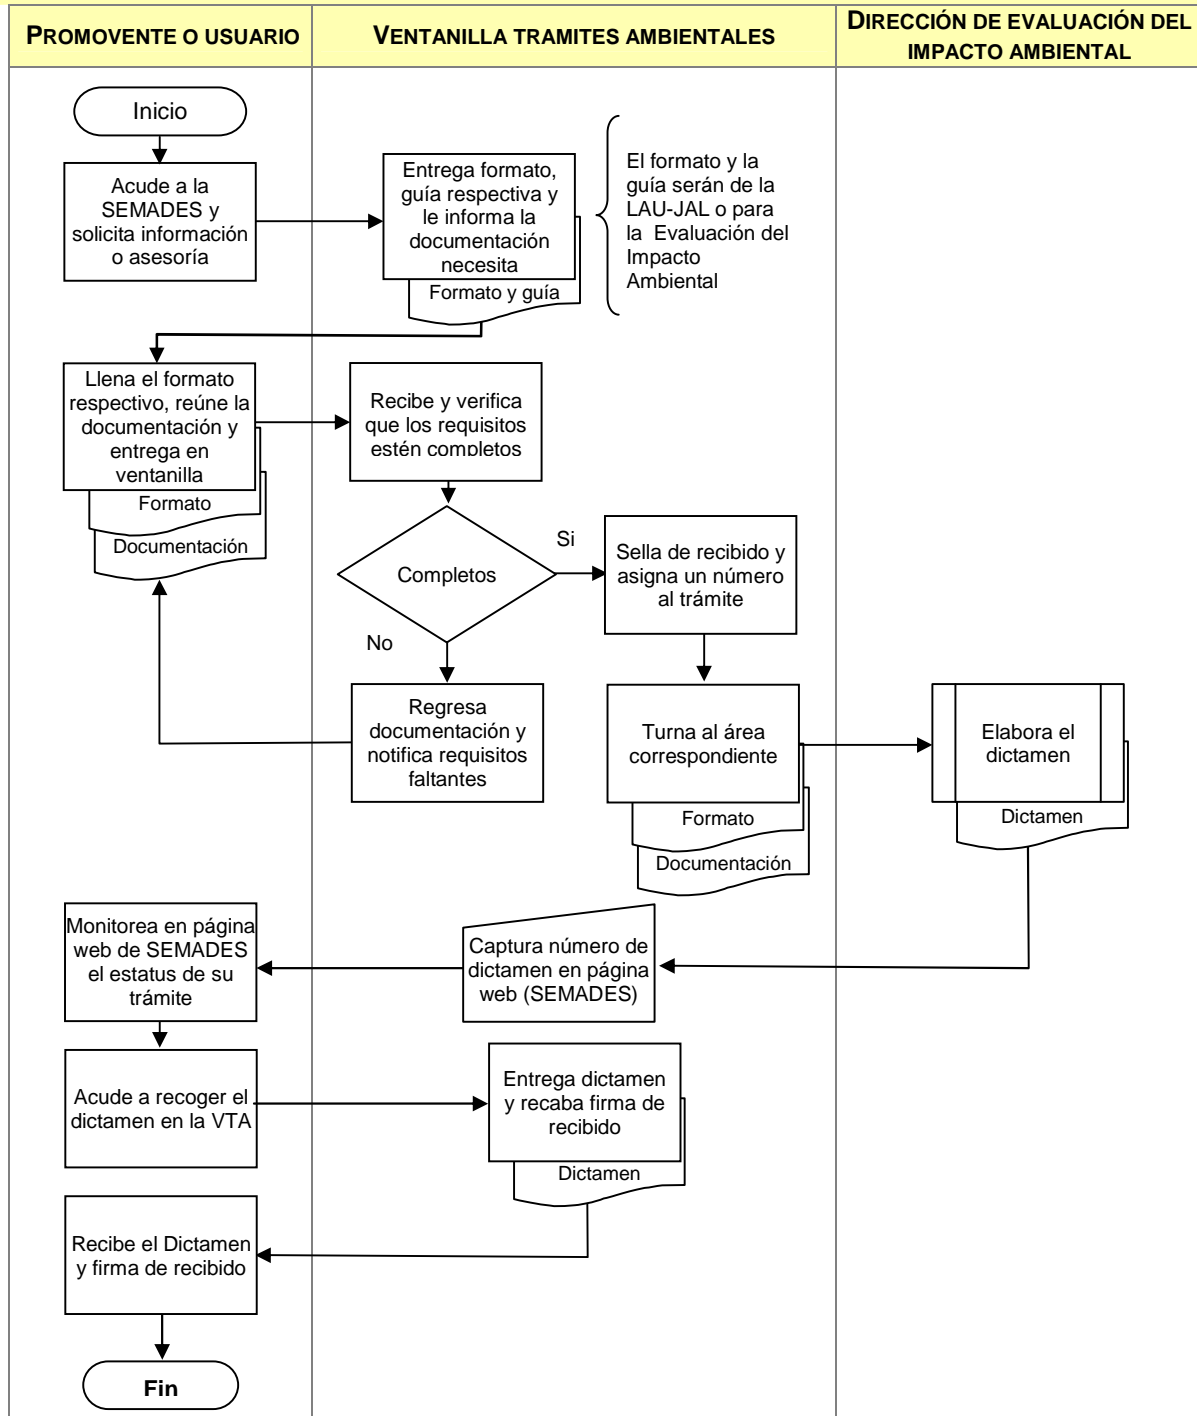 PROMOVENTE O USUARIO
VENTANILLA TRAMITES AMBIENTALES
DIRECCIÓN DE EVALUACIÓN DEL
IMPACTO AMBIENTAL
Inicio
Acude a la
SEMADES y
solicita información
o asesoría
Entrega formato,
guía respectiva y
le informa la
documentación
necesita
Formato y guía
El formato y la
guía serán de la
LAU-JAL o para
la Evaluación del
Impacto
Ambiental
Llena el formato
respectivo, reúne la
documentación y
entrega en
ventanilla
Formato
Documentación
Recibe y verifica
que los requisitos
estén completos
Completos
Si
No
Sella de recibido y
asigna un número
al trámite
Regresa
documentación y
notifica requisitos
faltantes
Turna al área
correspondiente
Formato
Documentación
Elabora el
dictamen
Dictamen
Monitorea en página
web de SEMADES
el estatus de su
trámite
Captura número de
dictamen en página
web (SEMADES)
Acude a recoger el
dictamen en la VTA
Entrega dictamen
y recaba firma de
recibido
Dictamen
Recibe el Dictamen
y firma de recibido
Fin